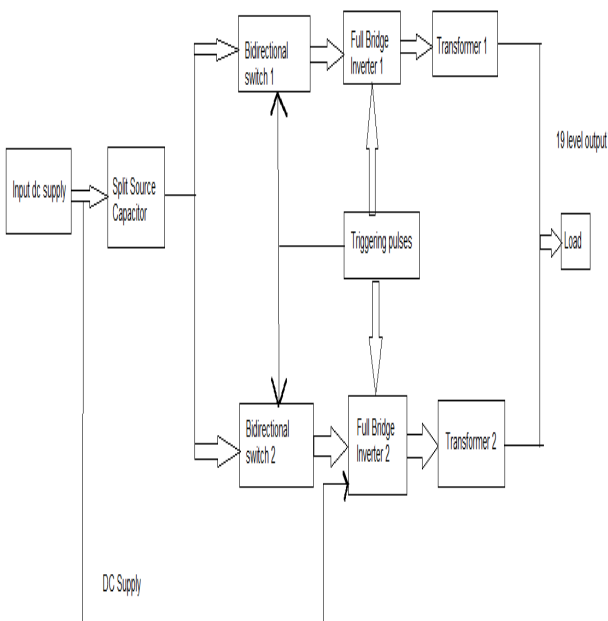 Bidirectional
switch 1
Full Bridge
Inverter 1
Transformer 1
19 level output
Input dc supply
Split Source
Capacitor
Triggering pulses
Load
Bidirectional
switch 2
Full Bridge
Inverter 2
Transformer 2
DC Supply